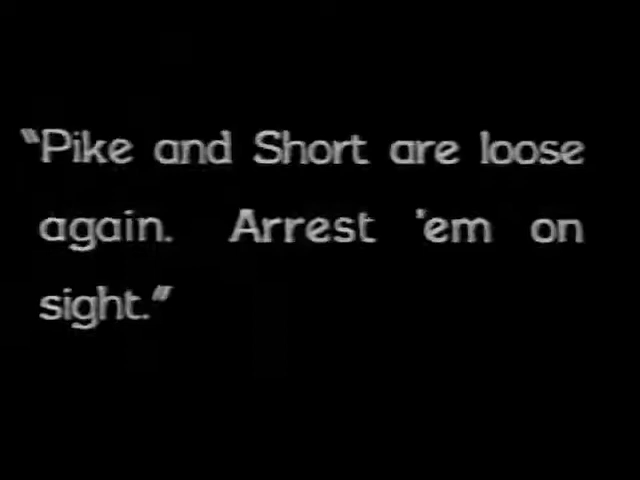 “Pike and Short are loose
again. Arrest 'em on
sight.”